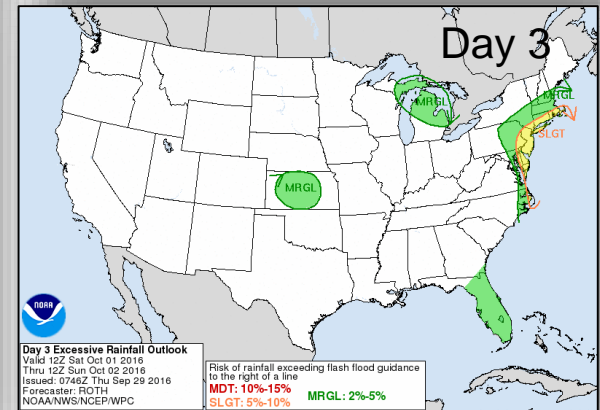 Day 3
MRGL
MRGL
SLGT
MRGL
NOAA
Day 3 Excessive Rainfall Outlook
Valid 12Z Sat Oct 01 2016
Thru 12Z Sun Oct 02 2016
Issued: 0746Z Thu Sep 29 2016
Forecaster: ROTH
NOAA/NWS/NCEP/WPC
Risk of rainfall exceeding flash flood guidance
to the right of a line
MDT: 10%-15%
SLGT: 5%-10%
MRGL: 2%-5%